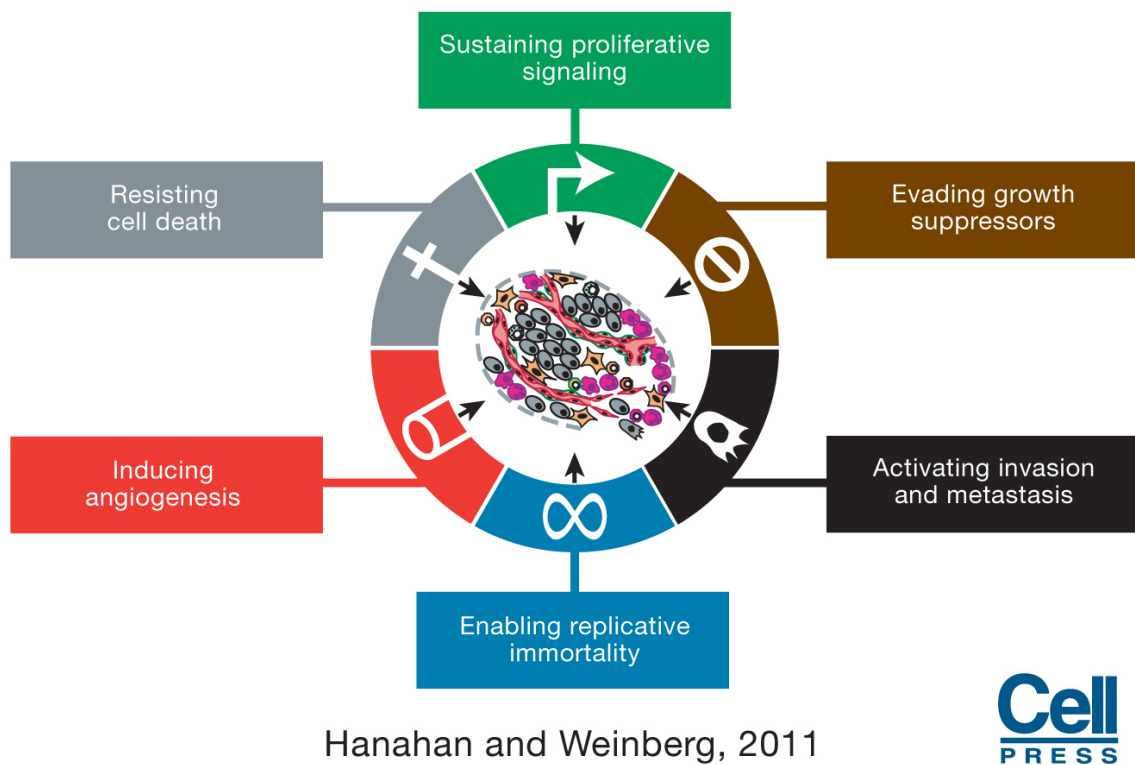 Sustaining proliferative
signaling
Resisting
cell death
Evading growth
suppressors
Inducing
angiogenesis
Activating invasion
and metastasis
Enabling replicative
immortality
Hanahan and Weinberg, 2011
Cell
PRESS